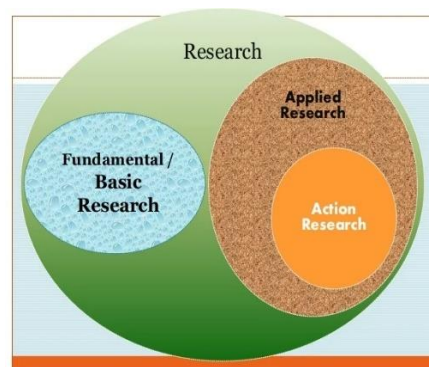 Research
Applied
Research
Fundamental /
Basic
Research
Action
Research